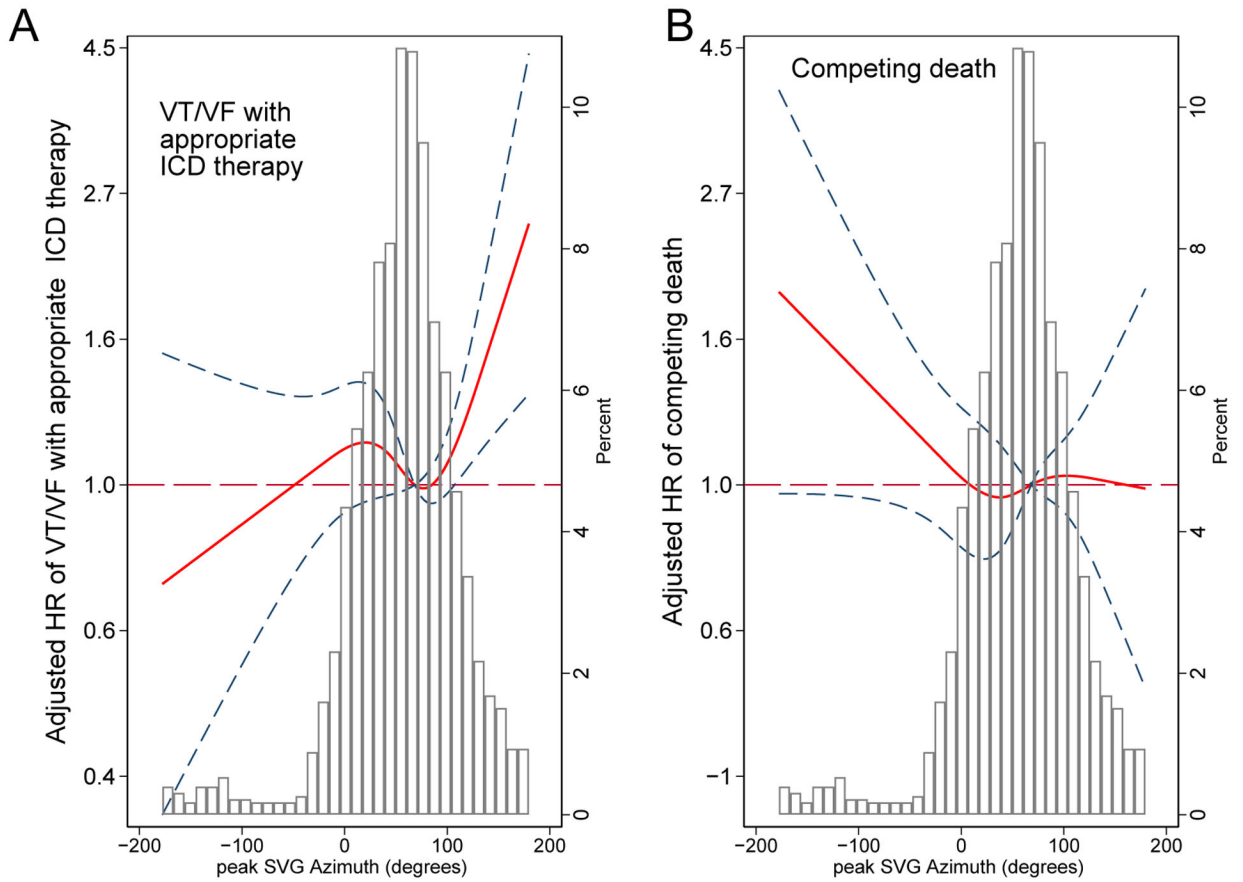 A
VT/VF with
appropriate
ICD therapy
Adjusted HR of VT/VF with appropriate ICD therapy
4.5
2.7
1.6
1.0
0.6
0.4
10
8
6
4
2
0
Percent
−200
−100
0
100
200
peak SVG Azimuth (degrees)
B
Competing death
Adjusted HR of competing death
4.5
2.7
1.6
1.0
0.6
−1
10
8
6
4
2
0
Percent
−200
−100
0
100
200
peak SVG Azimuth (degrees)